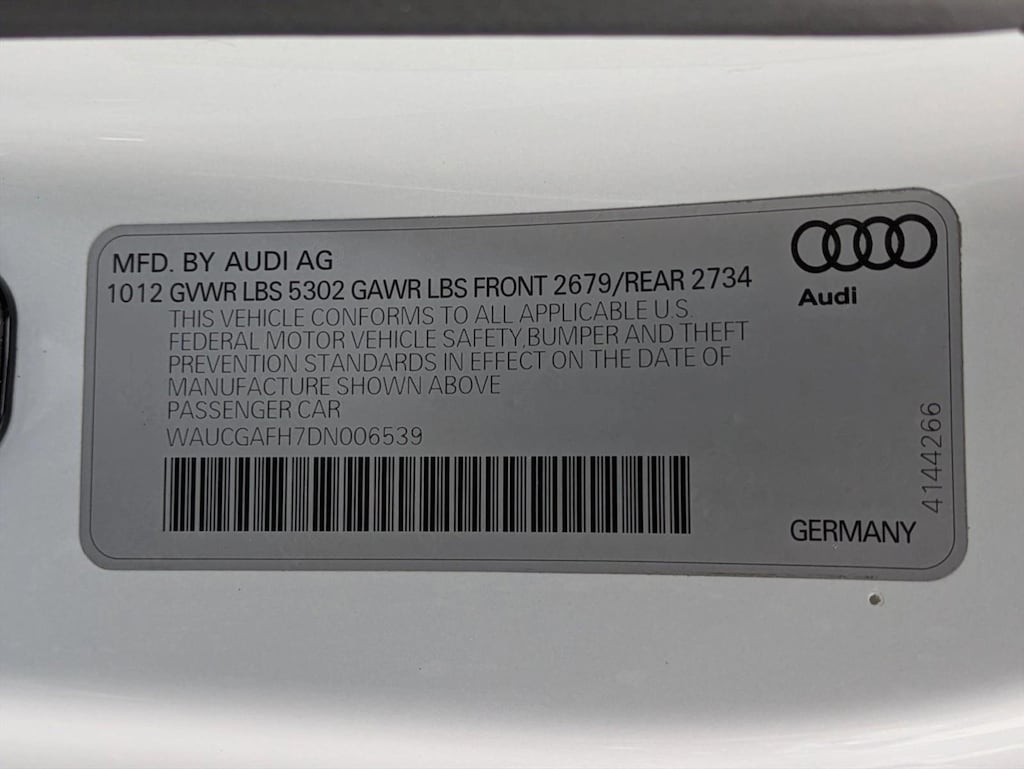 MFD. BY AUDI AG
1012 GVWR LBS 5302 GAWR LBS FRONT 2679/REAR 2734
THIS VEHICLE CONFORMS TO ALL APPLICABLE U.S.
FEDERAL MOTOR VEHICLE SAFETY,BUMPER AND THEFT
PREVENTION STANDARDS IN EFFECT ON THE DATE OF
MANUFACTURE SHOWN ABOVE
PASSENGER CAR
WAUCGAFH7DN006539
Audi
4144266
GERMANY